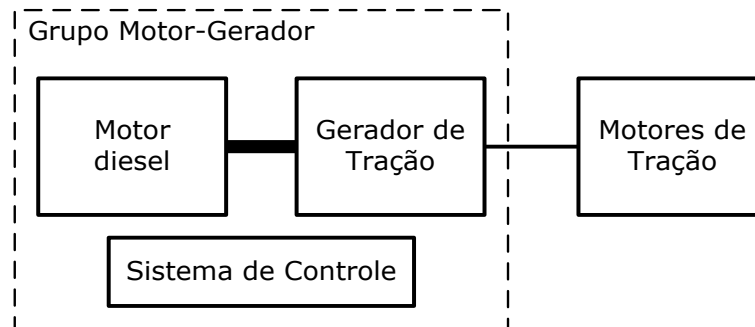 Grupo Motor-Gerador
Motor
diesel
Gerador de
Tração
Motores de
Tração
Sistema de Controle